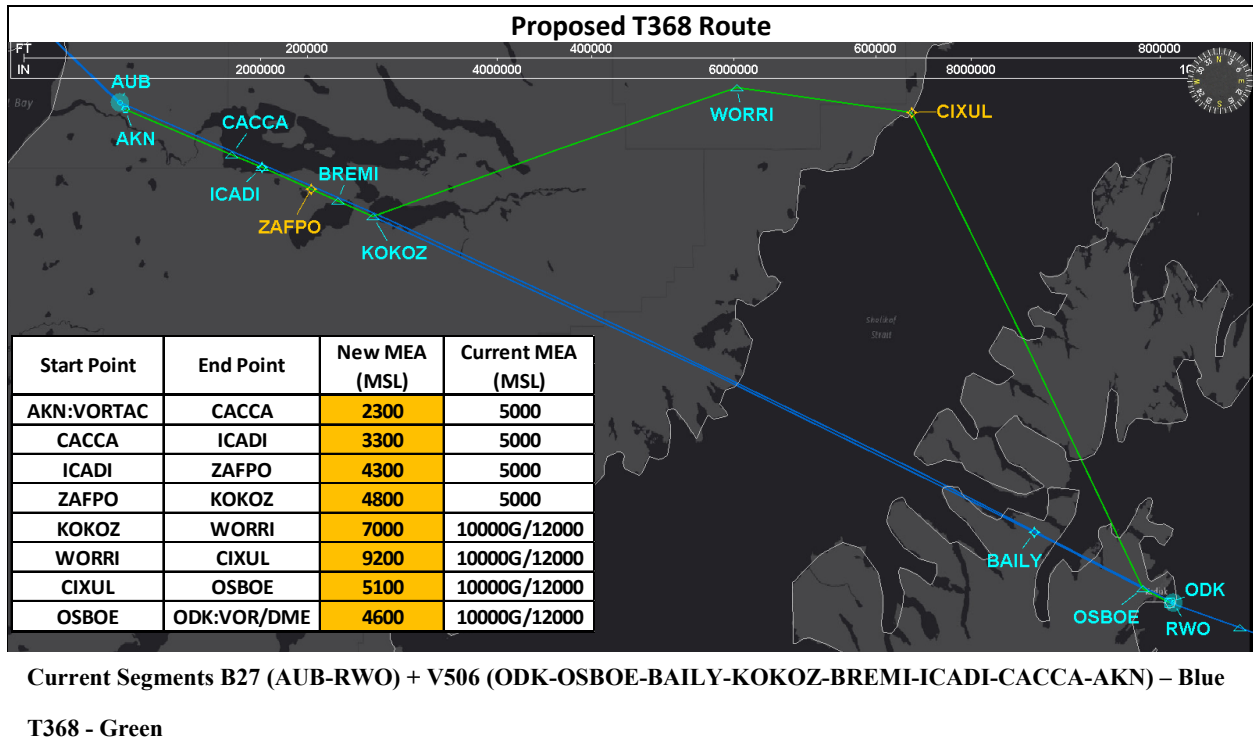 Proposed T368 Route
FT 200000 400000 600000 800000
IN 2000000 4000000 6000000 8000000
AUB
Bay
WORRI
CIXUL
AKN
CACCA
ICADI
BREMI
ZAFPO
KOKOZ
Shelikof
Strait
Start Point End Point New MEA (MSL) Current MEA (MSL)
AKN:VORTAC CACCA 2300 5000
CACCA ICADI 3300 5000
ICADI ZAFPO 4300 5000
ZAFPO KOKOZ 4800 5000
KOKOZ WORRI 7000 10000G/12000
WORRI CIXUL 9200 10000G/12000
CIXUL OSBOE 5100 10000G/12000
OSBOE ODK:VOR/DME 4600 10000G/12000
BAILY
ODK
OSBOE
RWO
Current Segments B27 (AUB-RWO) + V506 (ODK-OSBOE-BAILY-KOKOZ-BREMI-ICADI-CACCA-AKN) – Blue
T368 - Green